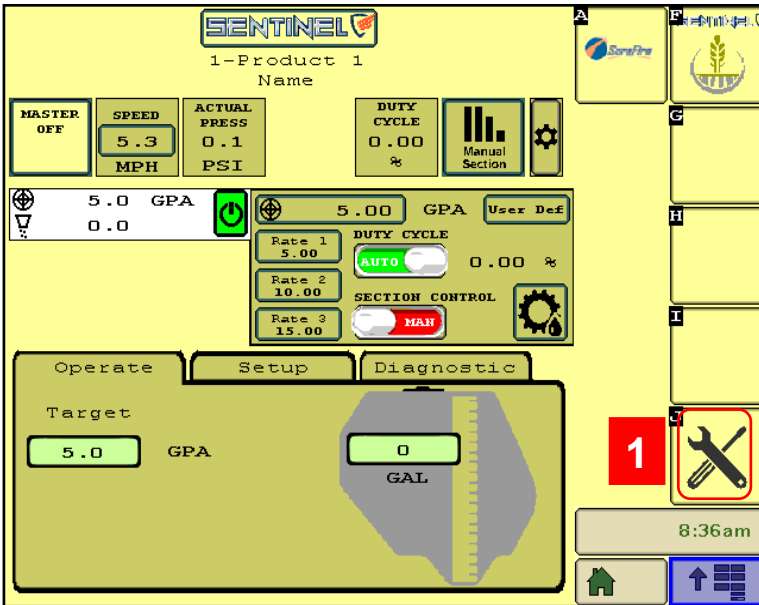 SENTINEL
1-Product 1
Name
MASTER
OFF
SPEED
5.3
MPH
ACTUAL
PRESS
0.1
PSI
DUTY
CYCLE
0.00
%
Manual
Section
5.0 GPA
0.0
5.00 GPA User Def
Rate 1
5.00
Rate 2
10.00
Rate 3
15.00
DUTY CYCLE
AUTO 0.00 %
SECTION CONTROL
MAN
Operate Setup Diagnostic
Target
5.0 GPA
0
GAL
A
SureFire
F
SENTINEL
G
H
I
J
1
8:36am